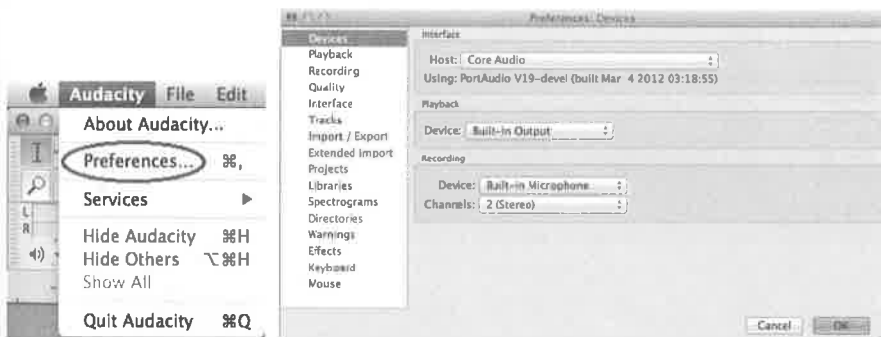 Audacity File Edit
About Audacity...
Preferences... ⌘,
Services ▶
Hide Audacity ⌘H
Hide Others ⌥⌘H
Show All
Quit Audacity ⌘Q
L
R
Preferences: Devices
Devices
Playback
Recording
Quality
Interface
Tracks
Import / Export
Extended Import
Projects
Libraries
Spectrograms
Directories
Warnings
Effects
Keyboard
Mouse
Interface
Host: Core Audio
Using: PortAudio V19-devel (built Mar 4 2012 03:18:55)
Playback
Device: Built-in Output
Recording
Device: Built-in Microphone
Channels: 2 (Stereo)
Cancel OK